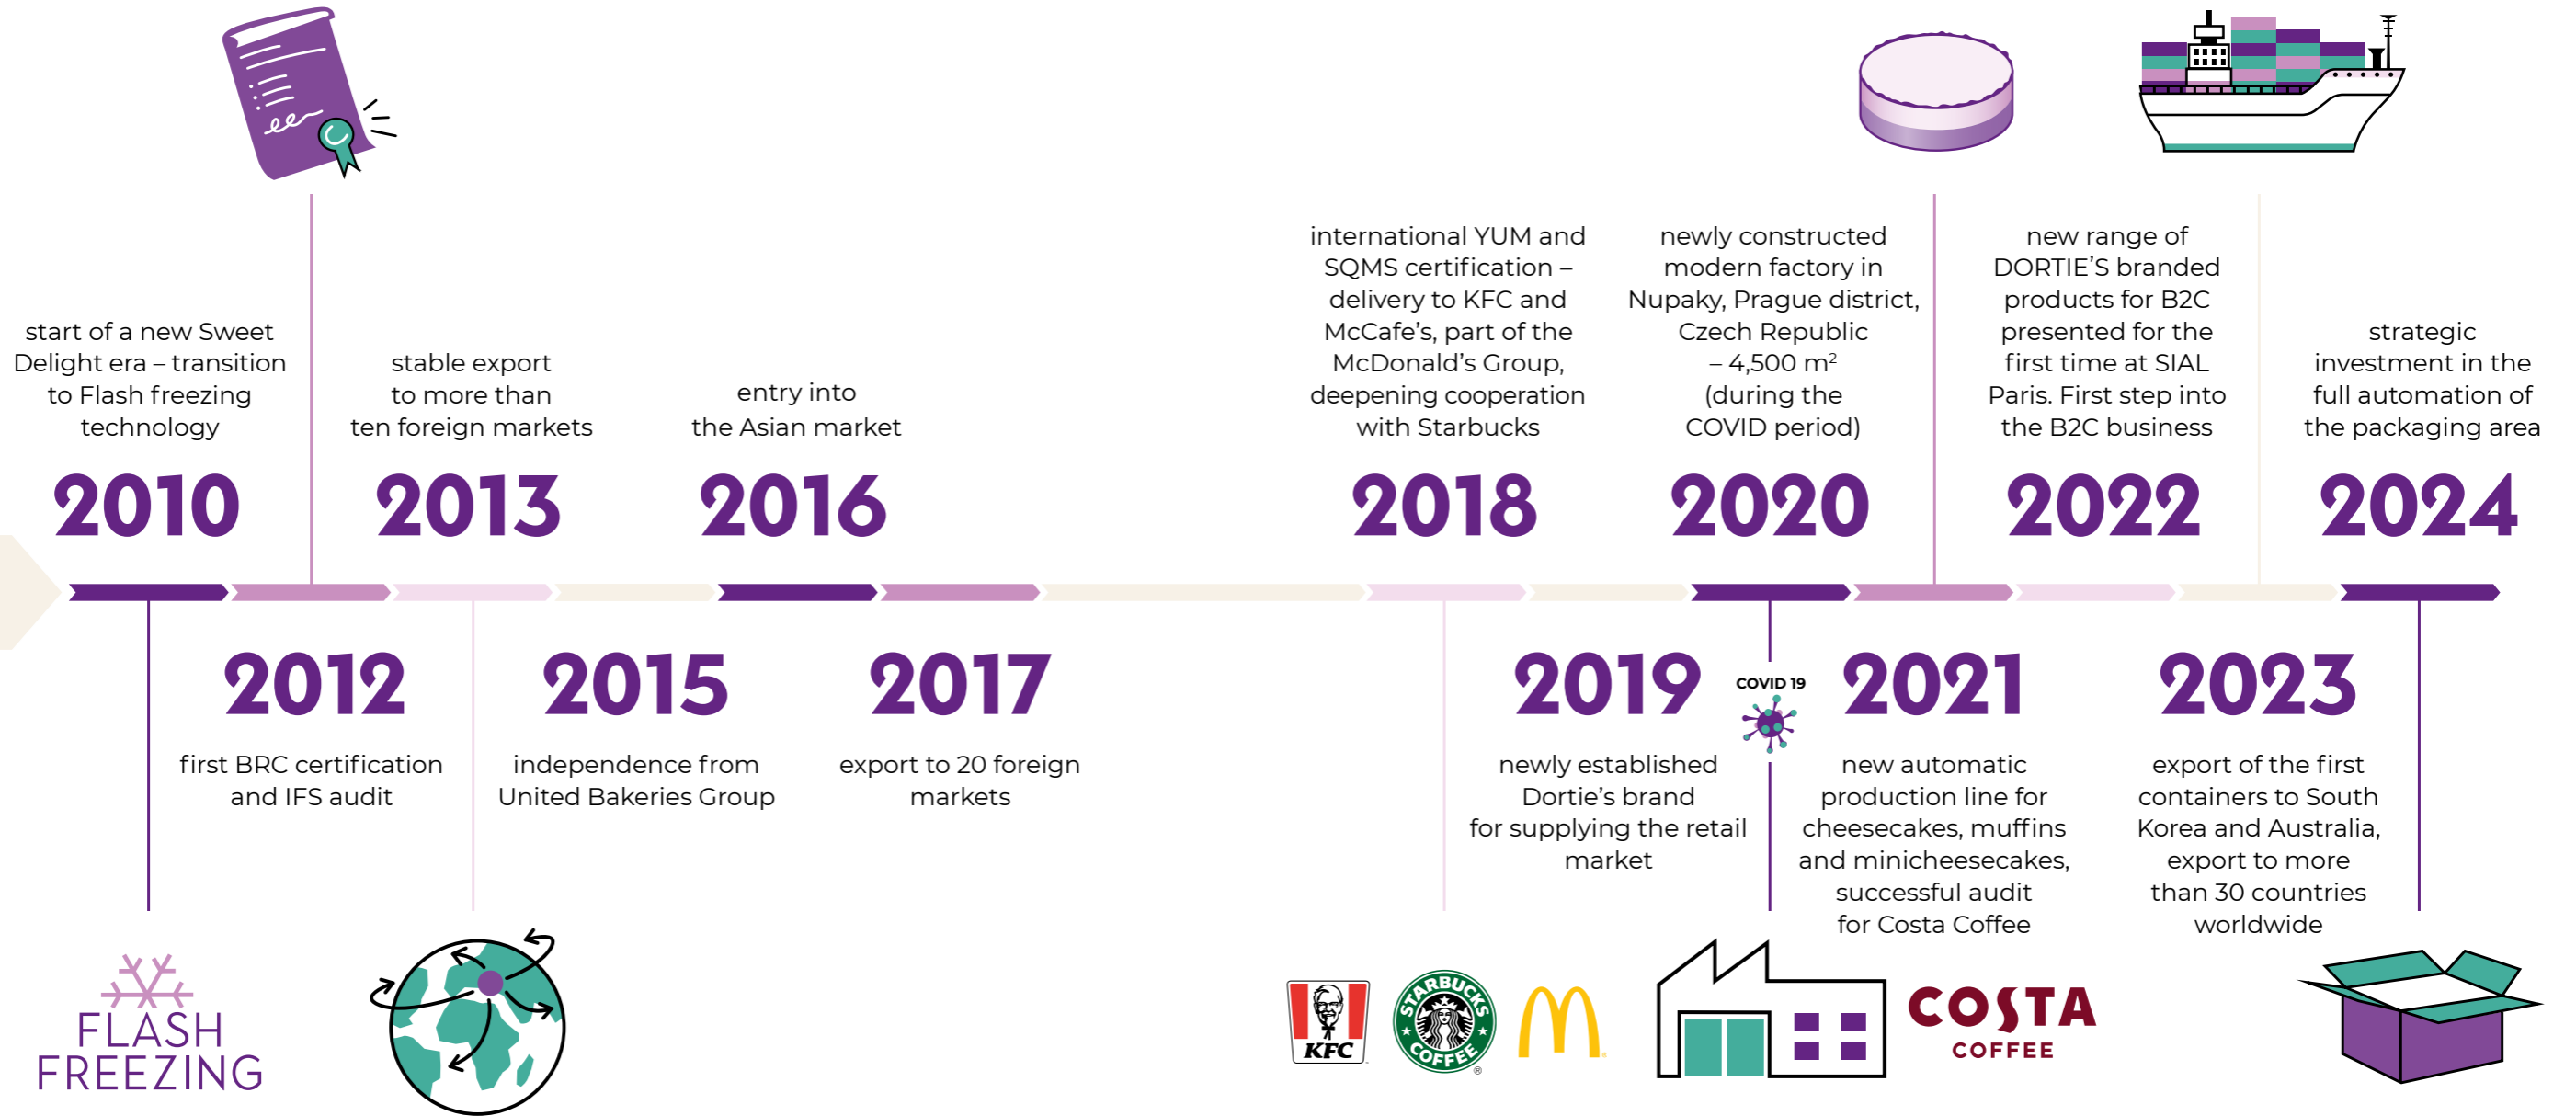 start of a new Sweet
Delight era – transition
to Flash freezing
technology
2010
FLASH
FREEZING
2012
first BRC certification
and IFS audit
stable export
to more than
ten foreign markets
2013
2015
independence from
United Bakeries Group
entry into
the Asian market
2016
2017
export to 20 foreign
markets
international YUM and
SQMS certification –
delivery to KFC and
McCafe’s, part of the
McDonald’s Group,
deepening cooperation
with Starbucks
2018
KFC
STARBUCKS
COFFEE
®
2019
newly established
Dortie’s brand
for supplying the retail
market
newly constructed
modern factory in
Nupaky, Prague district,
Czech Republic
– 4,500 m²
(during the
COVID period)
2020
COVID 19
2021
new automatic
production line for
cheesecakes, muffins
and minicheesecakes,
successful audit
for Costa Coffee
COSTA
COFFEE
new range of
DORTIE’S branded
products for B2C
presented for the
first time at SIAL
Paris. First step into
the B2C business
2022
2023
export of the first
containers to South
Korea and Australia,
export to more
than 30 countries
worldwide
strategic
investment in the
full automation of
the packaging area
2024